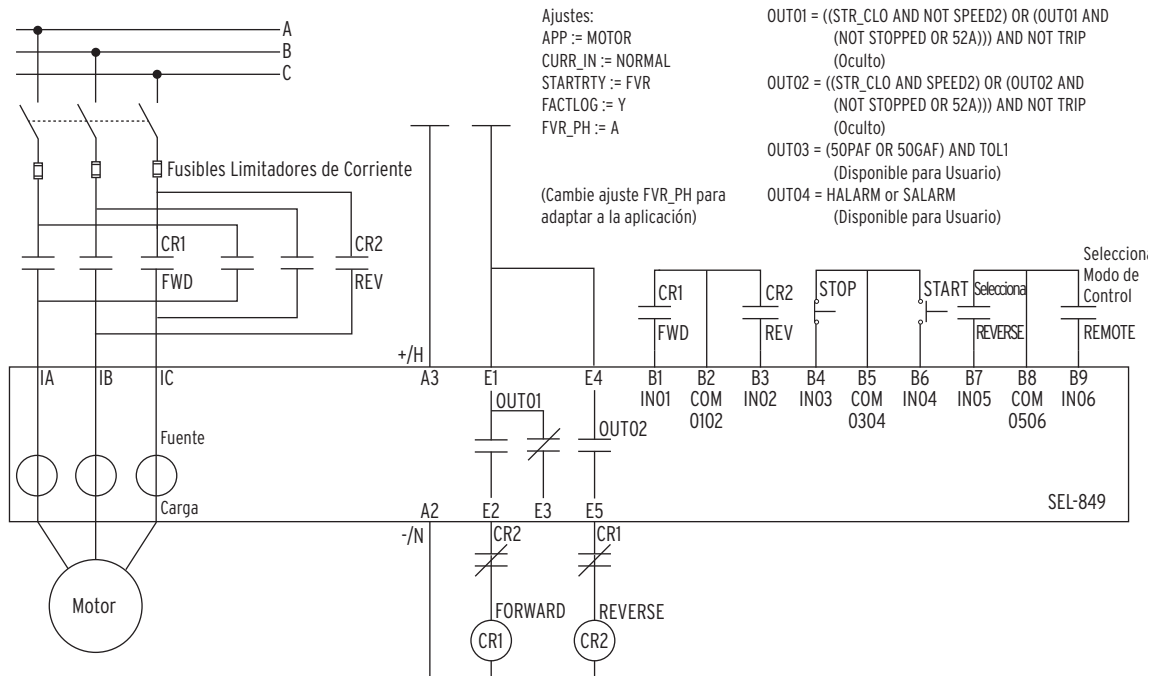 A
B
C
Fusibles Limitadores de Corriente
CR1
FWD
CR2
REV
Ajustes:
APP := MOTOR
CURR_IN := NORMAL
STARTRTY := FVR
FACTLOG := Y
FVR_PH := A
(Cambie ajuste FVR_PH para
adaptar a la aplicación)
OUT01 = ((STR_CLO AND NOT SPEED2) OR (OUT01 AND
(NOT STOPPED OR 52A))) AND NOT TRIP
(Oculto)
OUT02 = ((STR_CLO AND SPEED2) OR (OUT02 AND
(NOT STOPPED OR 52A))) AND NOT TRIP
(Oculto)
OUT03 = (50PAF OR 50GAF) AND TOL1
(Disponible para Usuario)
OUT04 = HALARM or SALARM
(Disponible para Usuario)
CR1
FWD
CR2
REV
STOP
START
Selecciona
REVERSE
Selecciona
Modo de
Control
REMOTE
+/H
IA IB IC A3 E1 E4 B1 B2 B3 B4 B5 B6 B7 B8 B9
IN01 COM IN02 IN03 COM IN04 IN05 COM IN06
0102 0304 0506
OUT01
OUT02
Fuente
Carga
SEL-849
A2 E2 E3 E5
-/N
CR2
CR1
Motor
FORWARD
REVERSE
CR1
CR2